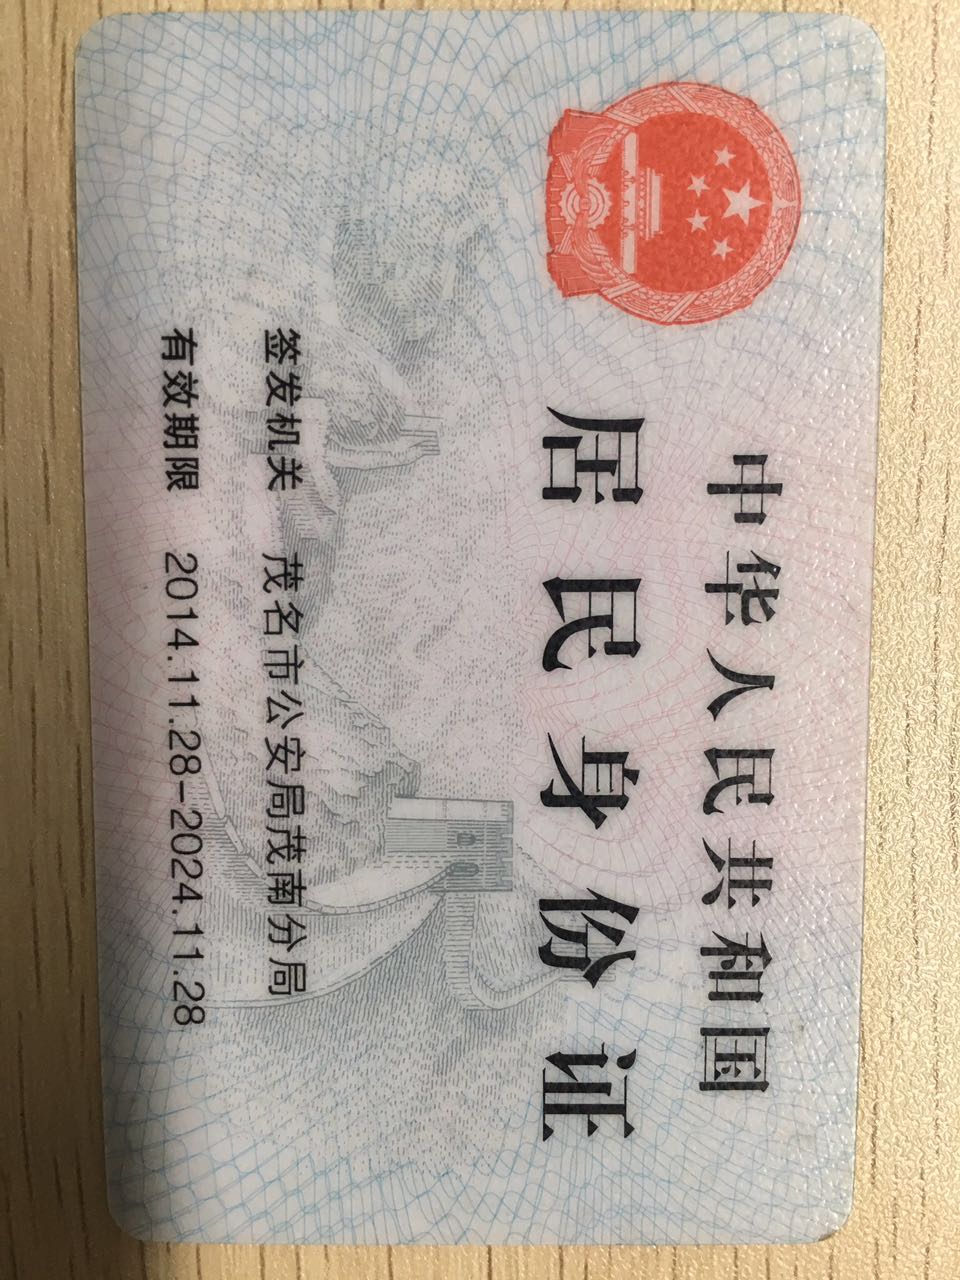 中华人民共和国
居民身份证
签发机关 茂名市公安局茂南分局
有效期限 2014.11.28-2024.11.28